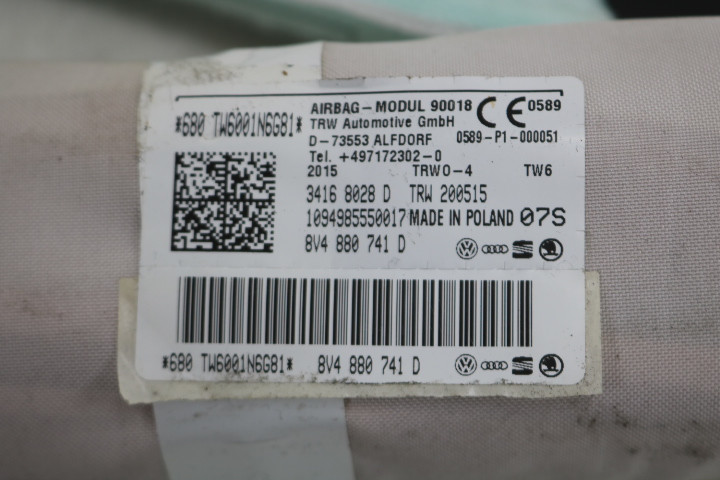 AIRBAG-MODUL 90018 CE 0589
*680 TW6001N6G81* TRW Automotive GmbH
D-73553 ALFDORF 0589-P1-000051
Tel. +497172302-0
2015 TRWO-4 TW6
3416 8028 D TRW 200515
1094985550017 MADE IN POLAND 07S
8V4 880 741 D
*680 TW6001N6G81* 8V4 880 741 D